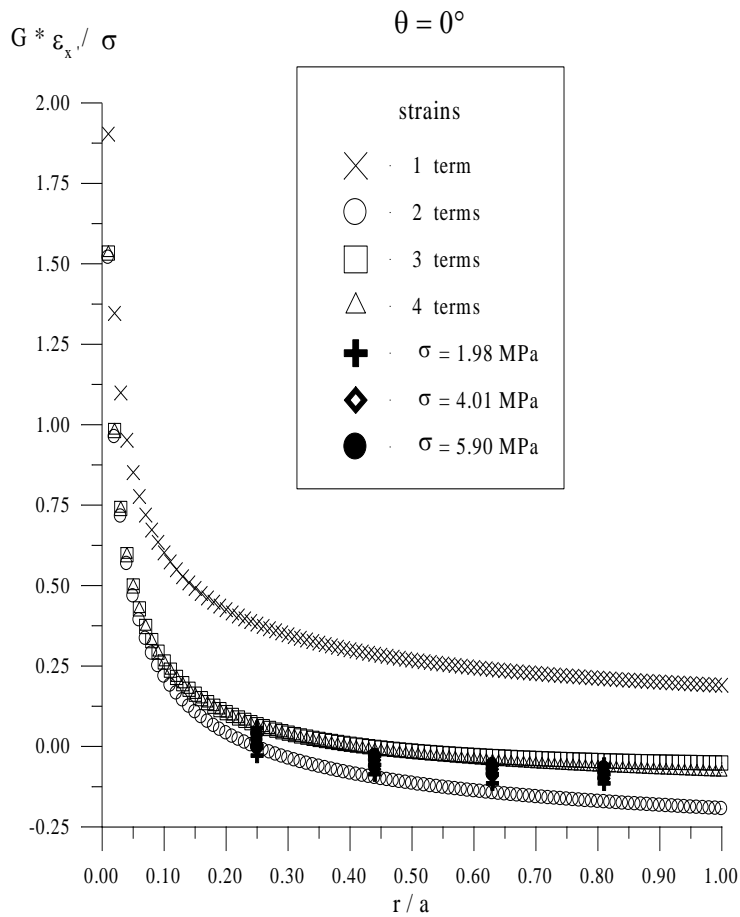 θ = 0°
G * εx' / σ
strains
1 term
2 terms
3 terms
4 terms
σ = 1.98 MPa
σ = 4.01 MPa
σ = 5.90 MPa
2.00
1.75
1.50
1.25
1.00
0.75
0.50
0.25
0.00
-0.25
0.00 0.10 0.20 0.30 0.40 0.50 0.60 0.70 0.80 0.90 1.00
r / a